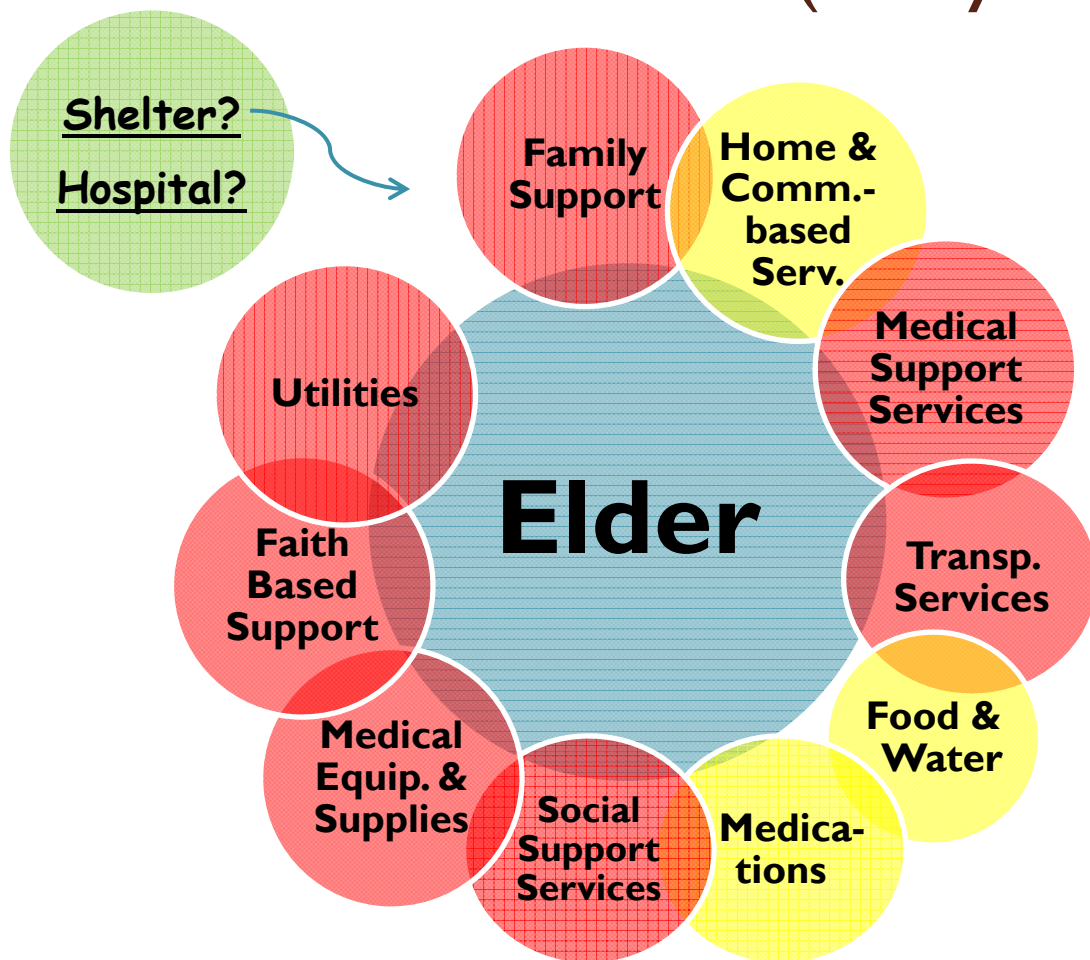 Shelter?
Hospital?
Family
Support
Home &
Comm.-
based
Serv.
Medical
Support
Services
Utilities
Elder
Faith
Based
Support
Transp.
Services
Medical
Equip. &
Supplies
Food &
Water
Social
Support
Services
Medica-
tions